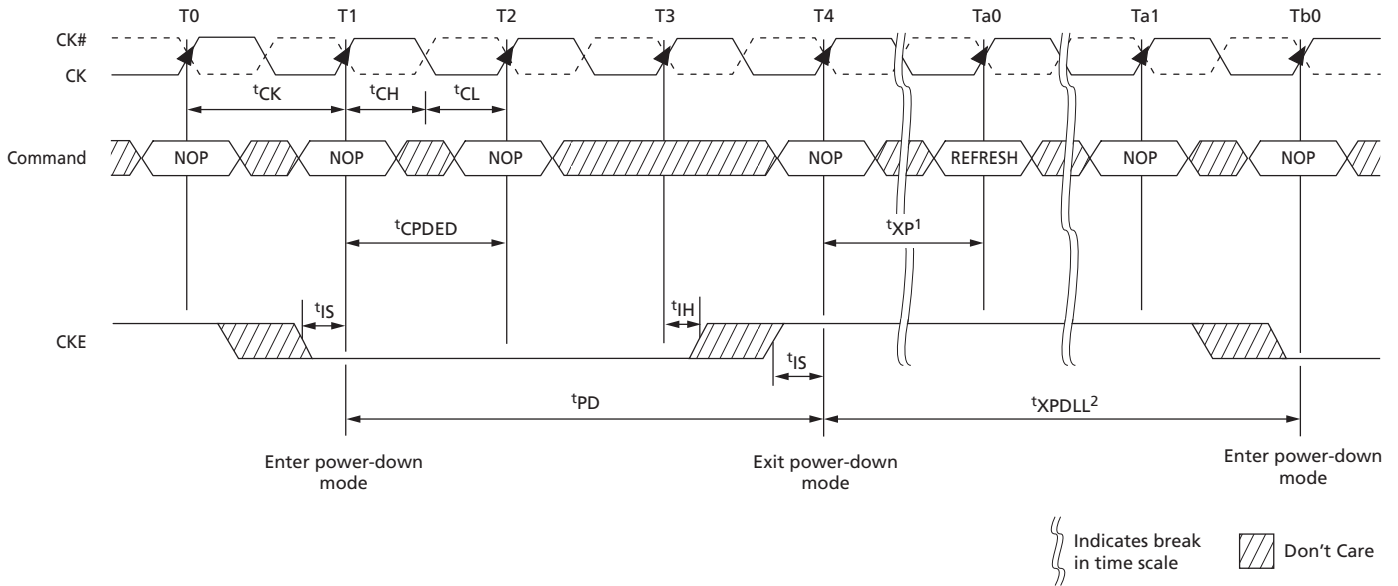 T0 T1 T2 T3 T4 Ta0 Ta1 Tb0
CK#
CK
tCK tCH tCL
Command NOP NOP NOP NOP REFRESH NOP NOP
tCPDED tXP1
tIS tIH
CKE
tIS
tPD tXPDLL2
Enter power-down
mode
Exit power-down
mode
Enter power-down
mode
Indicates break
in time scale
Don't Care